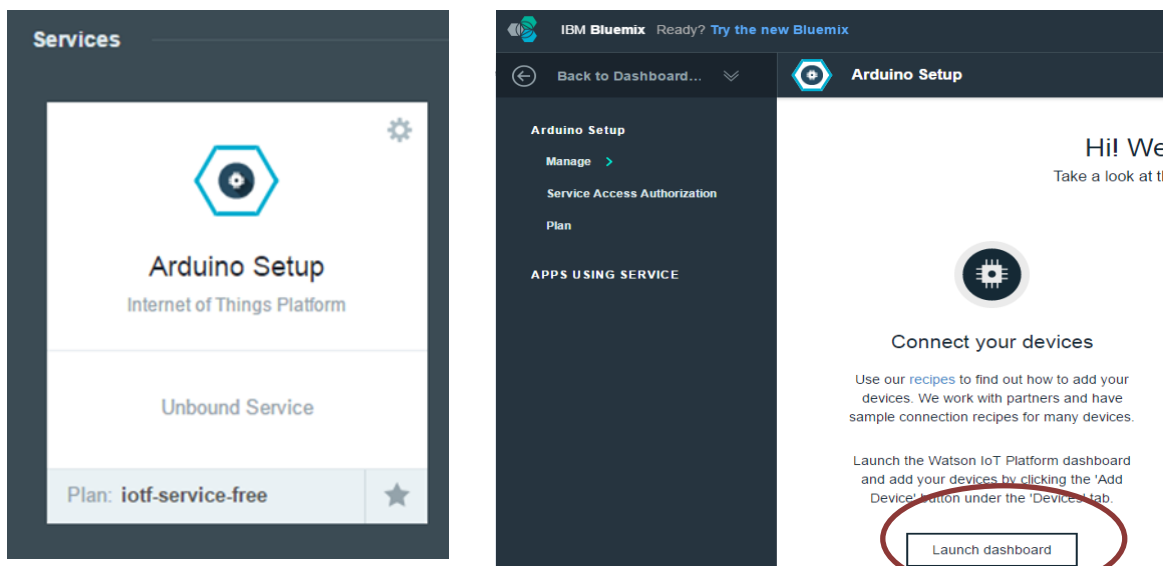 Services
Arduino Setup
Internet of Things Platform
Unbound Service
Plan: iotf-service-free
IBM Bluemix Ready? Try the new Bluemix
Back to Dashboard...
Arduino Setup
Arduino Setup
Manage >
Service Access Authorization
Plan
APPS USING SERVICE
Hi! We
Take a look at th
Connect your devices
Use our recipes to find out how to add your
devices. We work with partners and have
sample connection recipes for many devices.
Launch the Watson IoT Platform dashboard
and add your devices by clicking the 'Add
Device' button under the 'Devices' tab.
Launch dashboard